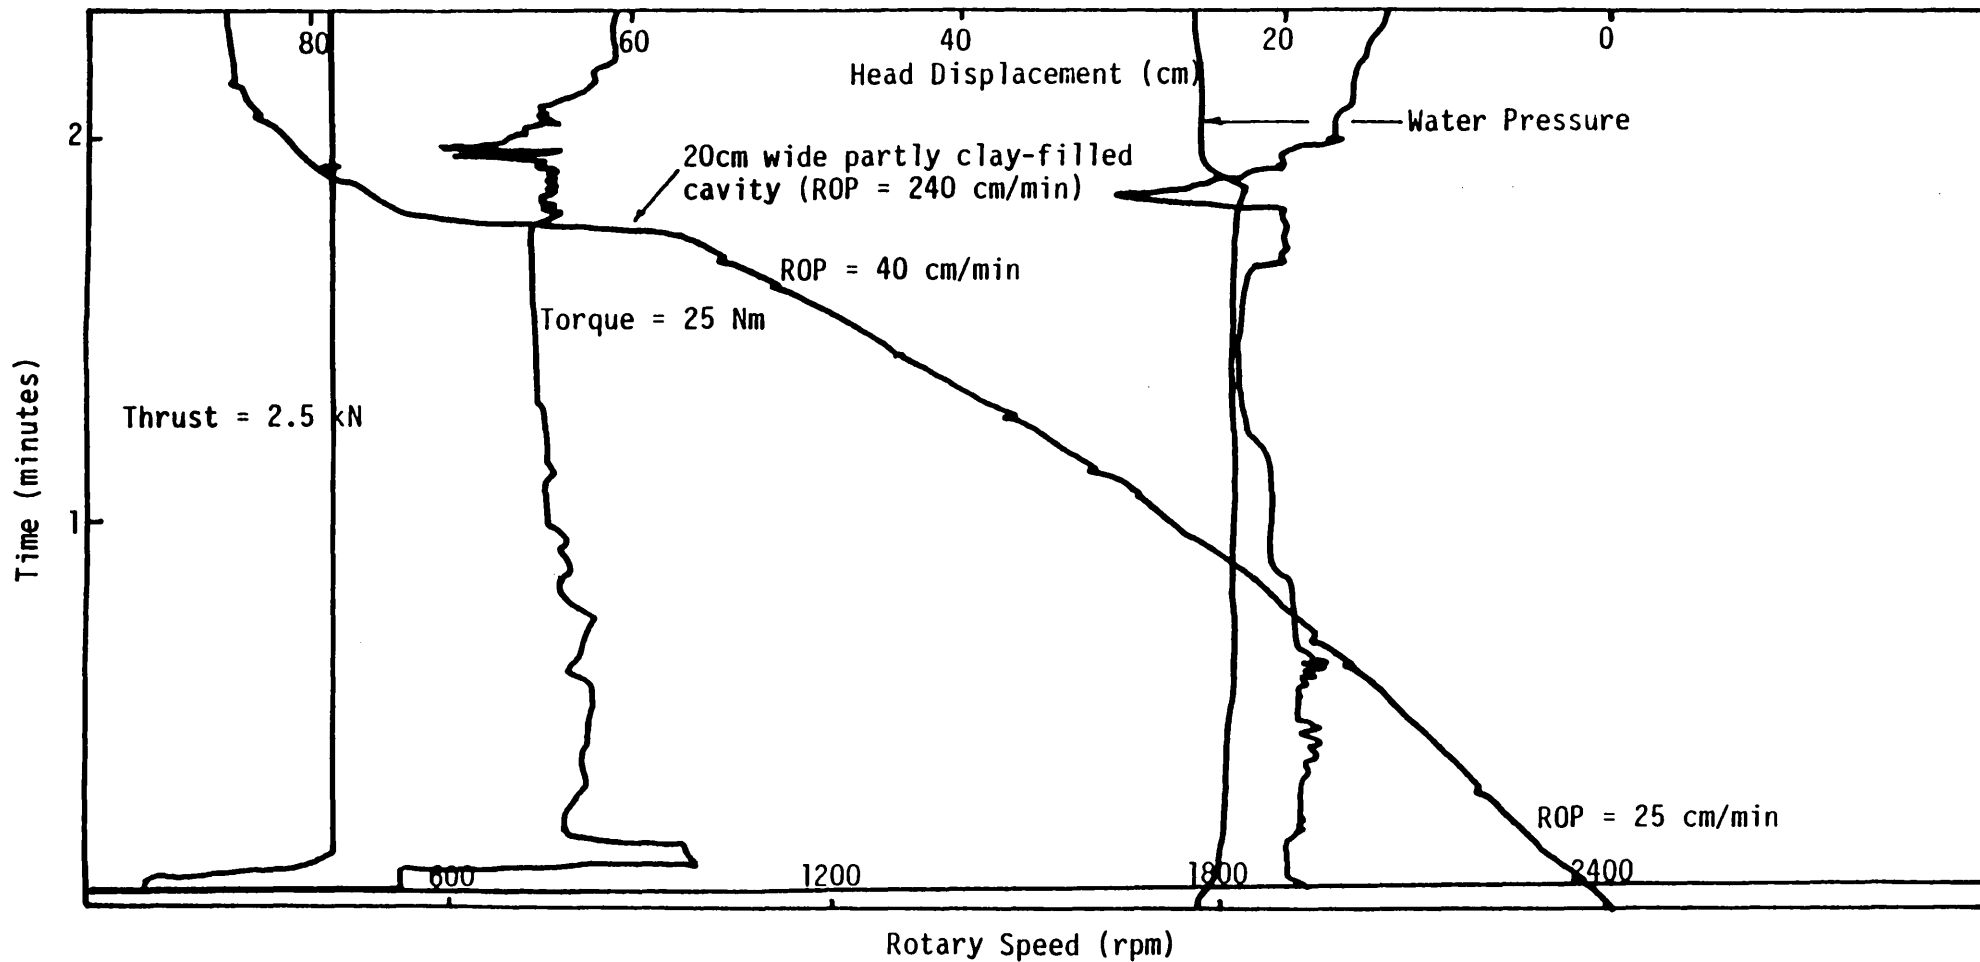 80
60
40
20
0
Head Displacement (cm)
2
Water Pressure
20cm wide partly clay-filled
cavity (ROP = 240 cm/min)
ROP = 40 cm/min
Torque = 25 Nm
Thrust = 2.5 kN
Time (minutes)
1
ROP = 25 cm/min
600
1200
1800
2400
Rotary Speed (rpm)